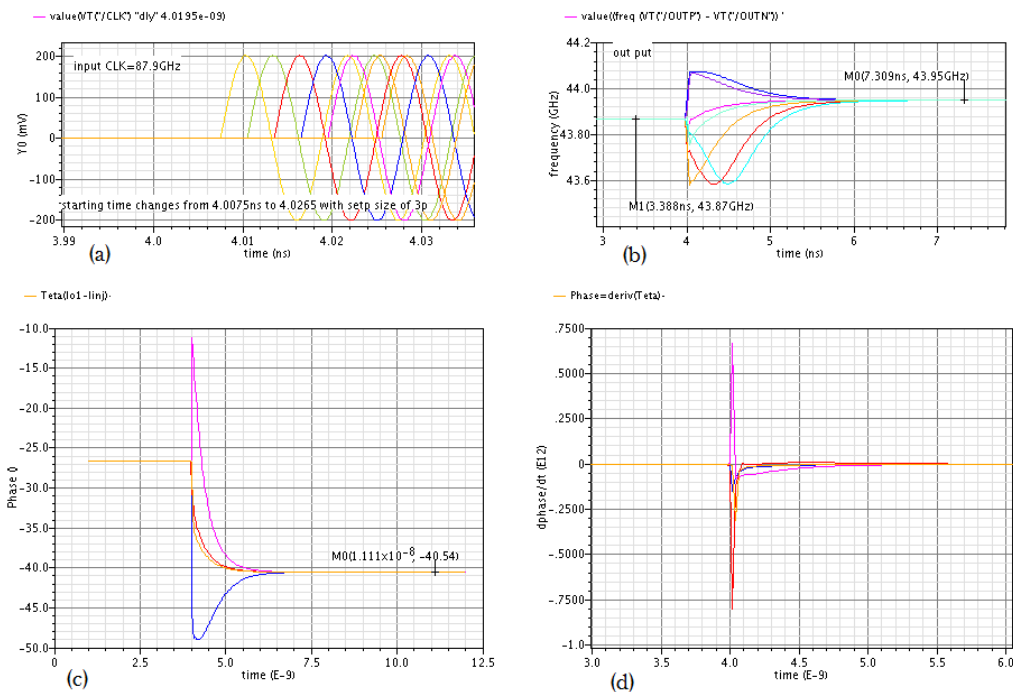 value(VT("/CLK") "dly" 4.0195e-09)
input CLK=87.9GHz
200
100
0
-100
-200
Y0 (mV)
starting time changes from 4.0075ns to 4.0265 with setp size of 3p
3.99
4.0
4.01
4.02
4.03
time (ns)
(a)
value((freq (VT("/OUTP") - VT("/OUTN")) '
44.2
44.0
43.80
43.6
frequency (GHz)
out put
M0(7.309ns, 43.95GHz)
M1(3.388ns, 43.87GHz)
3
4
5
6
7
time (ns)
(b)
Teta(Io1-Iinj)-
-10.0
-15.0
-20.0
-25.0
-30.0
-35.0
-40.0
-45.0
-50.0
Phase 0
M0(1.111x10⁻⁸, -40.54)
0
2.5
5.0
7.5
10.0
12.5
time (E-9)
(c)
Phase=deriv(Teta)-
.7500
.5000
.2500
0
-.2500
-.5000
-.7500
-1.0
dphase/dt (E12)
3.0
3.5
4.0
4.5
5.0
5.5
6.0
time (E-9)
(d)